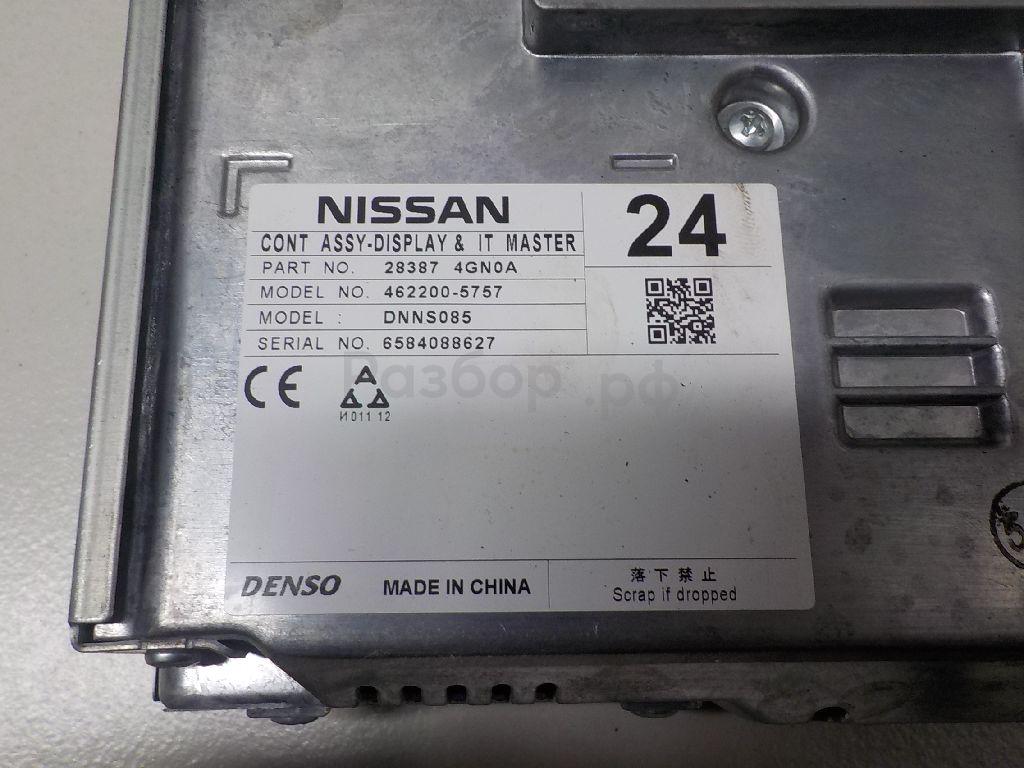 NISSAN
24
CONT ASSY-DISPLAY & IT MASTER
PART NO. 28387 4GN0A
MODEL NO. 462200-5757
MODEL : DNNS085
SERIAL NO. 6584088627
Разбор.рф
CE
И011 12
DENSO
MADE IN CHINA
落下禁止
Scrap if dropped